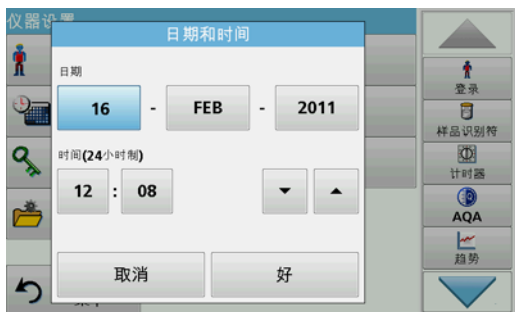 仪器设
日期和时间
日期
16 - FEB - 2011
时间(24小时制)
12 : 08
取消
好
登录
样品识别符
计时器
AQA
趋势